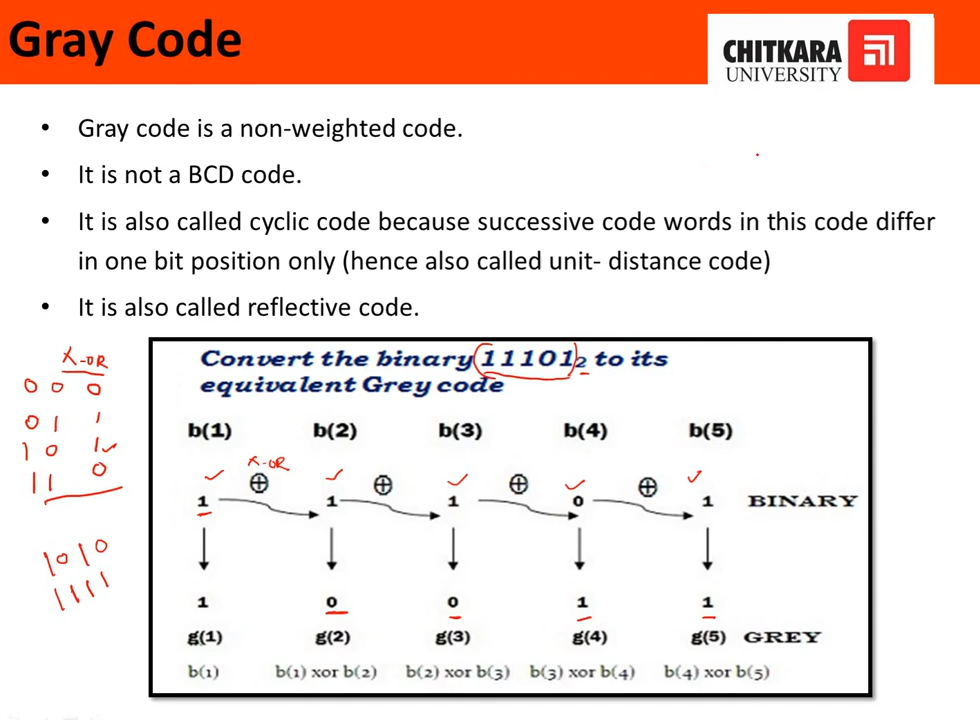 Gray Code
CHITKARA
UNIVERSITY
• Gray code is a non-weighted code.
• It is not a BCD code.
• It is also called cyclic code because successive code words in this code differ
in one bit position only (hence also called unit- distance code)
• It is also called reflective code.
X-OR
0 0 0
0 1 1
1 0 1
1 1 0
1 0 1 0
1 1 1 1
Convert the binary 11101₂ to its
equivalent Grey code
b(1) b(2) b(3) b(4) b(5)
X-OR
⊕ ⊕ ⊕ ⊕
1 1 1 0 1 BINARY
1 0 0 1 1
g(1) g(2) g(3) g(4) g(5) GREY
b(1) b(1) xor b(2) b(2) xor b(3) b(3) xor b(4) b(4) xor b(5)